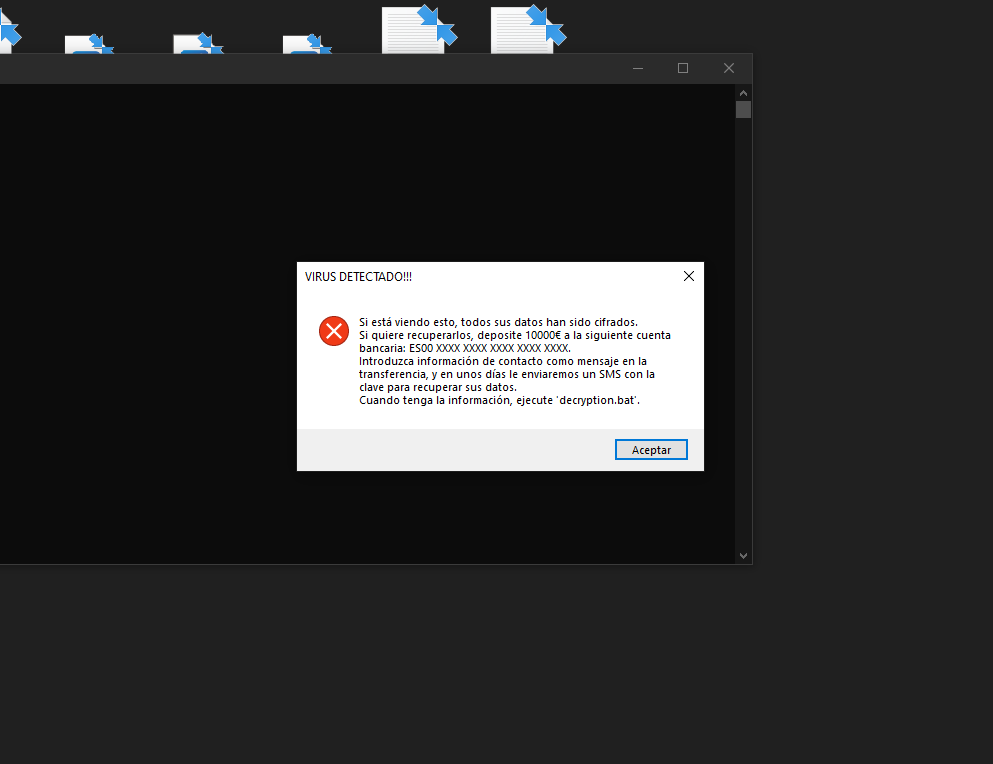 VIRUS DETECTADO!!!
Si está viendo esto, todos sus datos han sido cifrados.
Si quiere recuperarlos, deposite 10000€ a la siguiente cuenta
bancaria: ES00 XXXX XXXX XXXX XXXX XXXX.
Introduzca información de contacto como mensaje en la
transferencia, y en unos días le enviaremos un SMS con la
clave para recuperar sus datos.
Cuando tenga la información, ejecute 'decryption.bat'.
Aceptar